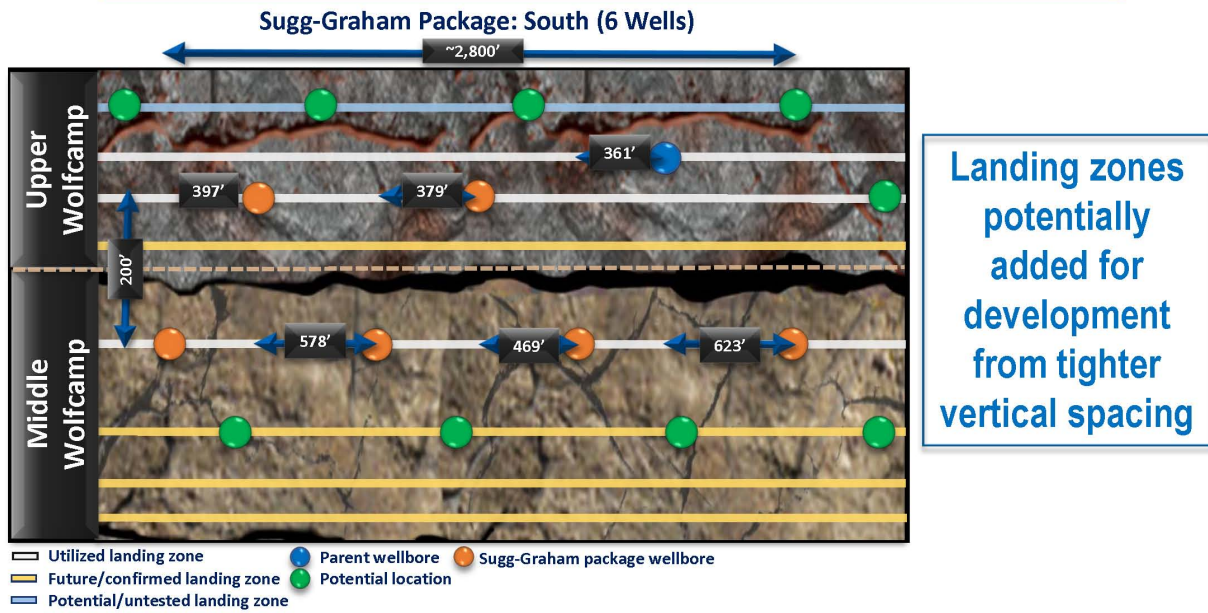 Sugg-Graham Package: South (6 Wells)
~2,800’
Upper
Wolfcamp
361’
397’
379’
200’
Middle
Wolfcamp
578’
469’
623’
Landing zones
potentially
added for
development
from tighter
vertical spacing
Utilized landing zone
Parent wellbore
Sugg-Graham package wellbore
Future/confirmed landing zone
Potential location
Potential/untested landing zone